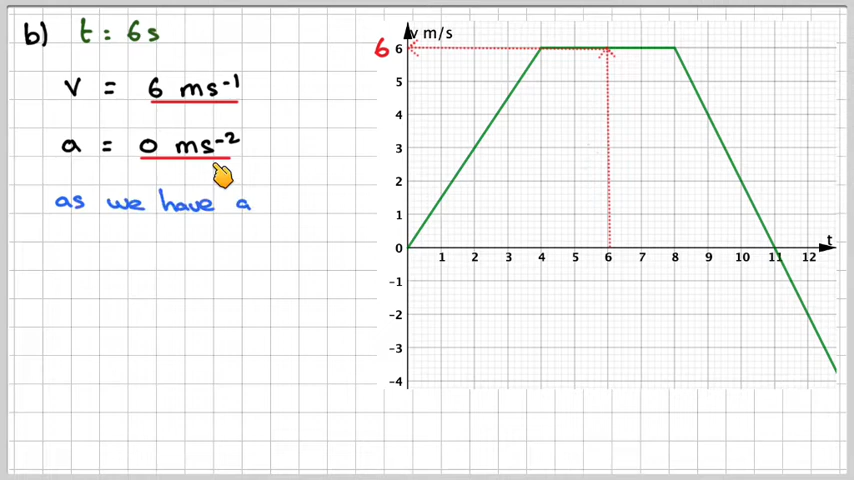 b) t = 6s
v = 6 ms⁻¹
a = 0 ms⁻²
as we have a
6
v m/s
6
5
4
3
2
1
0
-1
-2
-3
-4
1 2 3 4 5 6 7 8 9 10 11 12
t